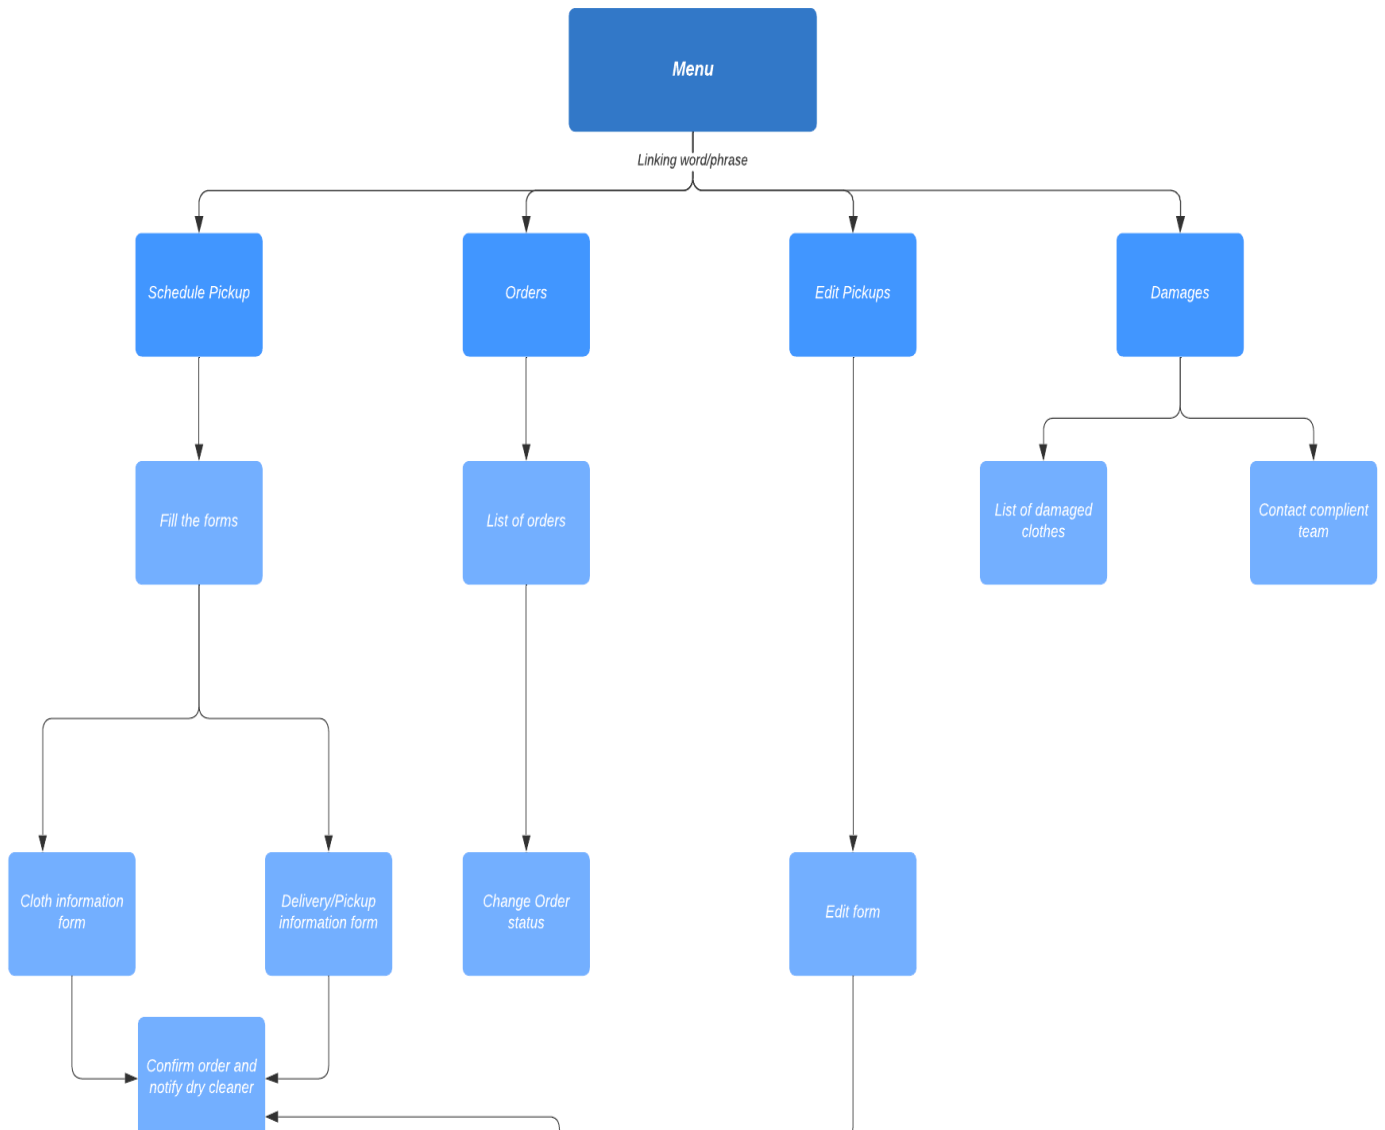 Menu
Linking word/phrase
Schedule Pickup
Orders
Edit Pickups
Damages
Fill the forms
List of orders
List of damaged
clothes
Contact complient
team
Cloth information
form
Delivery/Pickup
information form
Change Order
status
Edit form
Confirm order and
notify dry cleaner